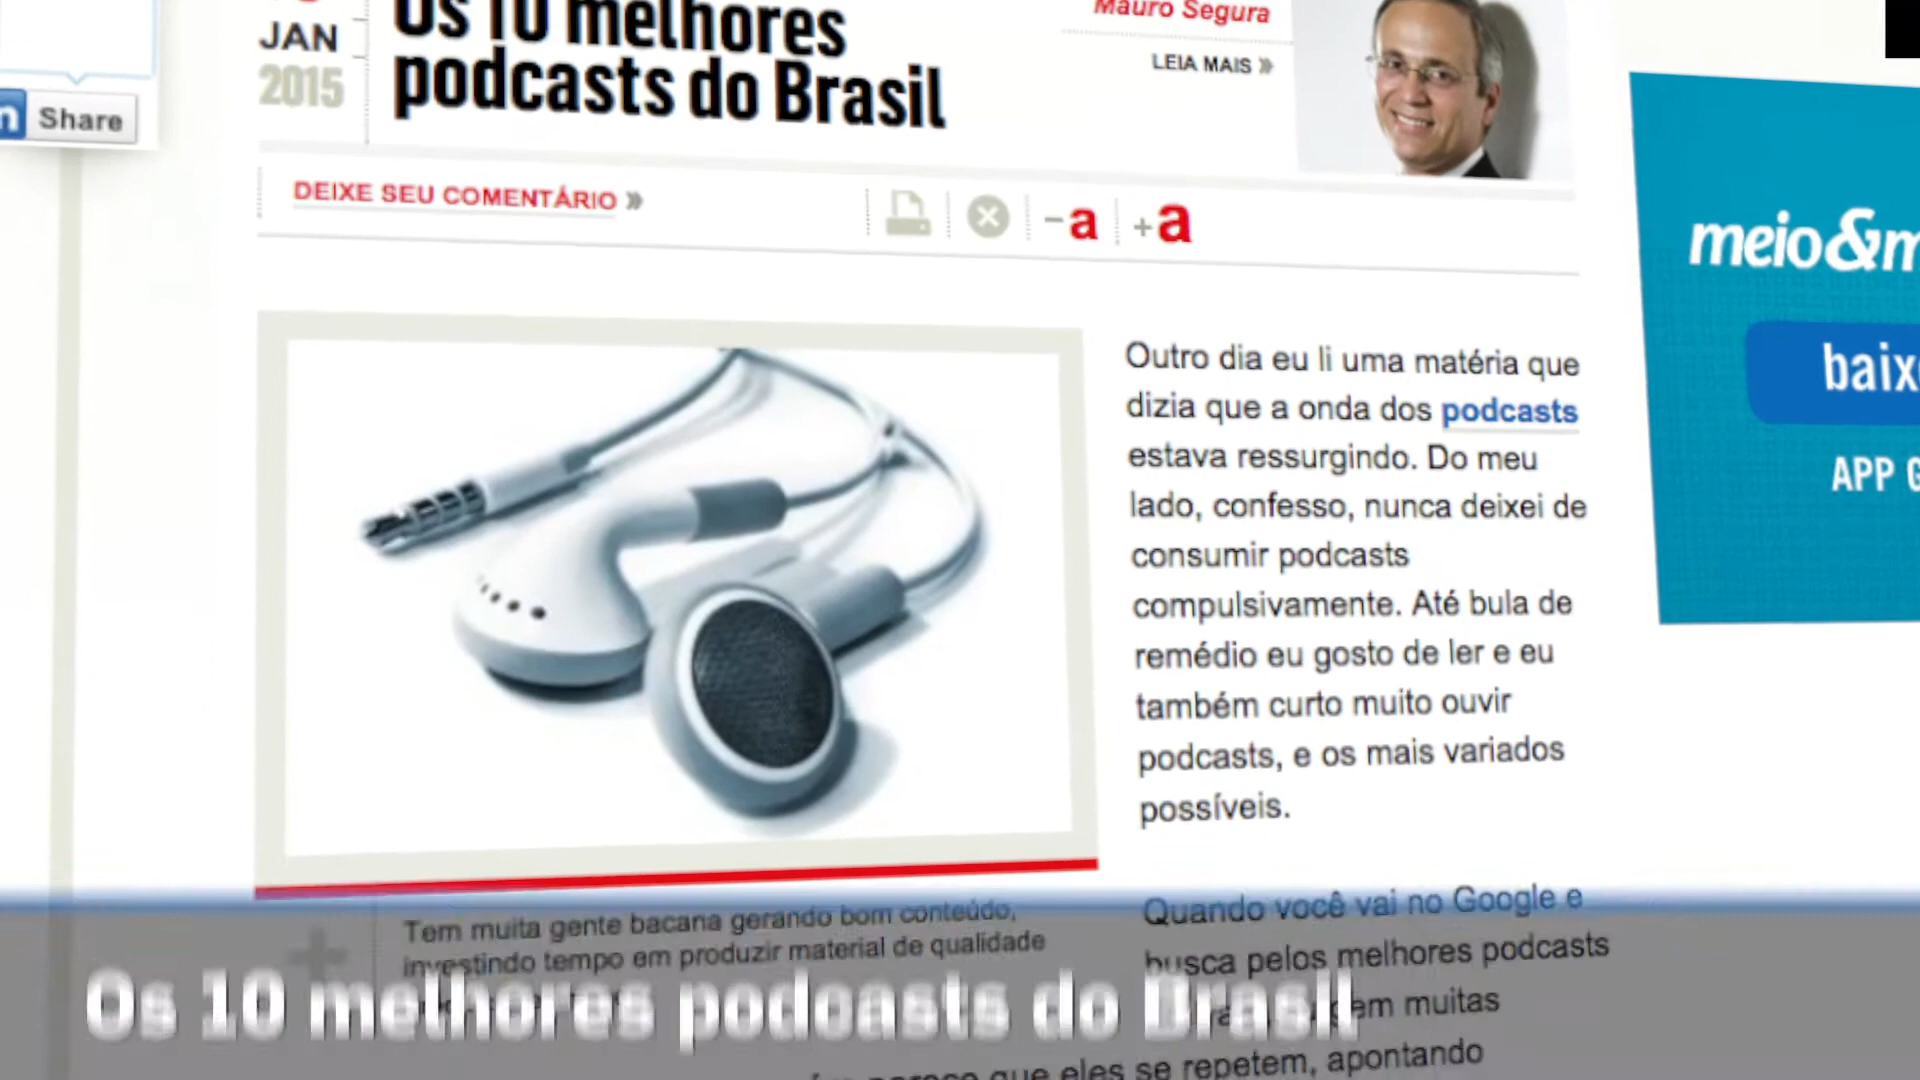 Share
JAN
2015
Os 10 melhores
podcasts do Brasil
Mauro Segura
LEIA MAIS »
DEIXE SEU COMENTÁRIO »
-a
+a
meio&m
baix
APP G
Outro dia eu li uma matéria que
dizia que a onda dos podcasts
estava ressurgindo. Do meu
lado, confesso, nunca deixei de
consumir podcasts
compulsivamente. Até bula de
remédio eu gosto de ler e eu
também curto muito ouvir
podcasts, e os mais variados
possíveis.
Tem muita gente bacana gerando bom conteúdo,
investindo tempo em produzir material de qualidade
Quando você vai no Google e
busca pelos melhores podcasts
muitas
que eles se repetem, apontando
Os 10 melhores podcasts do Brasil